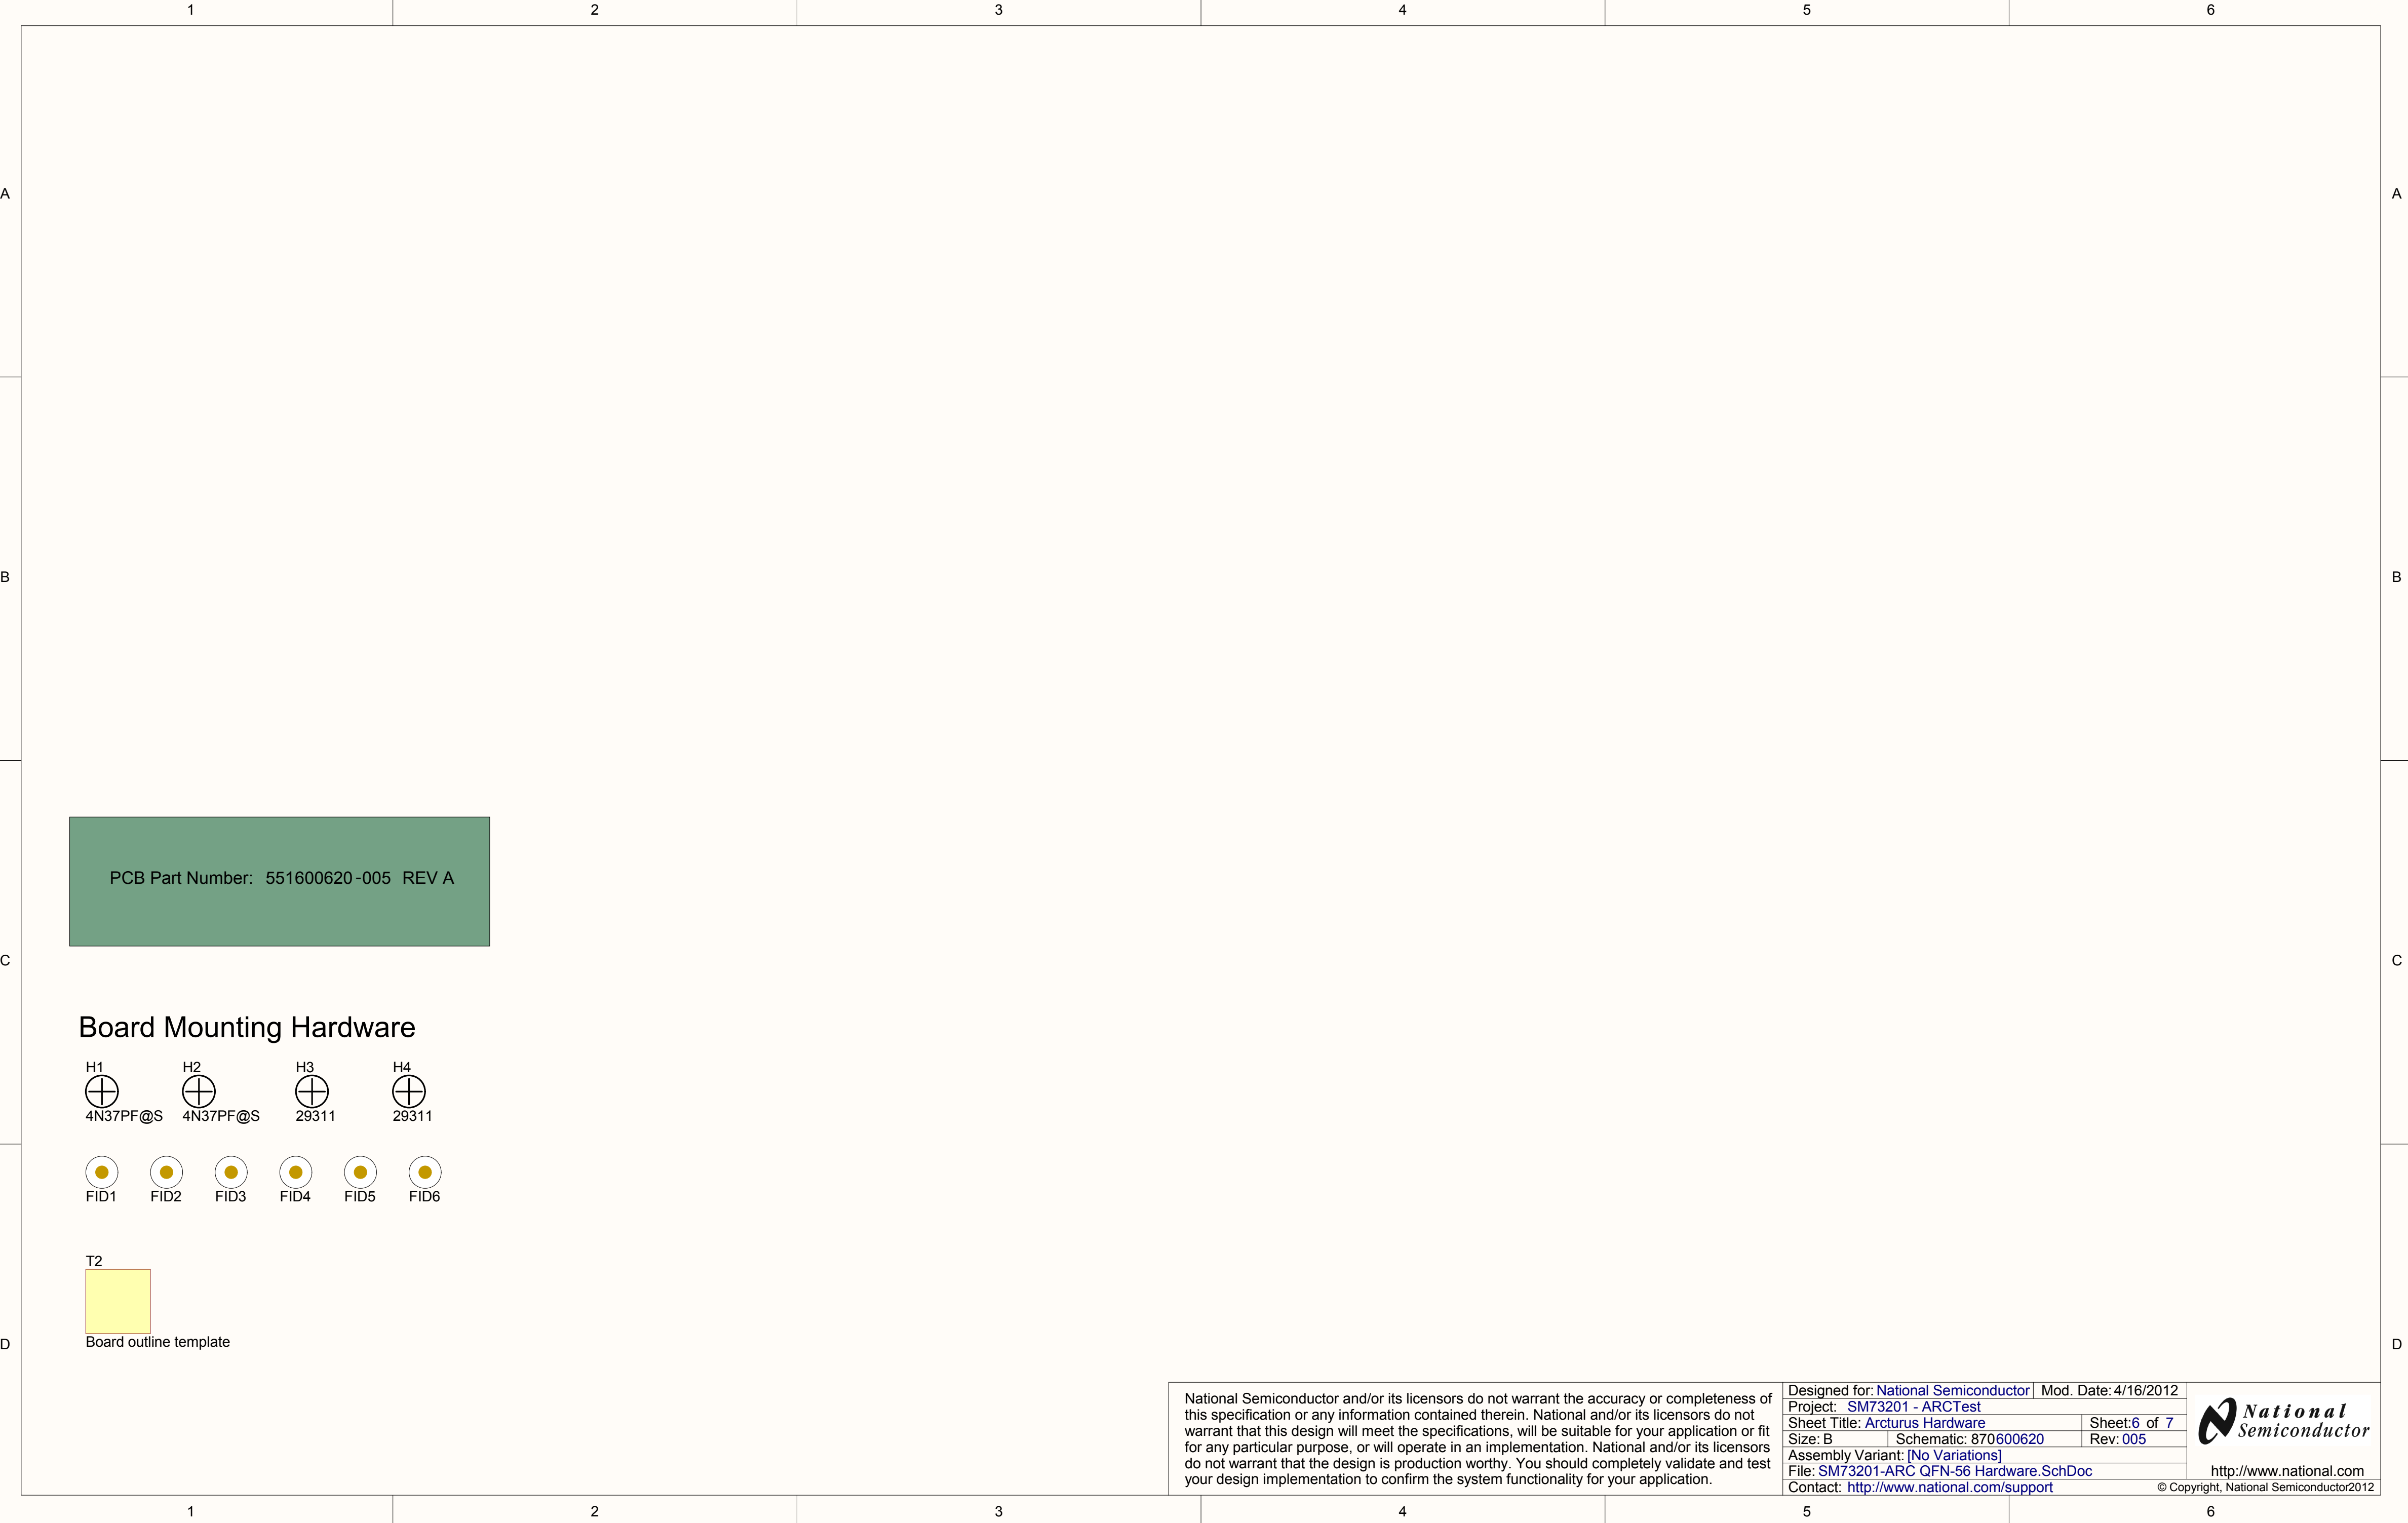 1 2 3 4 5 6
A A
B B
PCB Part Number: 551600620-005 REV A
C C
Board Mounting Hardware
H1 H2 H3 H4
4N37PF@S 4N37PF@S 29311 29311
FID1 FID2 FID3 FID4 FID5 FID6
T2
Board outline template
D D
National Semiconductor and/or its licensors do not warrant the accuracy or completeness of
this specification or any information contained therein. National and/or its licensors do not
warrant that this design will meet the specifications, will be suitable for your application or fit
for any particular purpose, or will operate in an implementation. National and/or its licensors
do not warrant that the design is production worthy. You should completely validate and test
your design implementation to confirm the system functionality for your application.
Designed for: National Semiconductor Mod. Date: 4/16/2012
Project: SM73201 - ARCTest
Sheet Title: Arcturus Hardware Sheet:6 of 7
Size: B Schematic: 870600620 Rev: 005
Assembly Variant: [No Variations]
File: SM73201-ARC QFN-56 Hardware.SchDoc
Contact: http://www.national.com/support
National
Semiconductor
http://www.national.com
© Copyright, National Semiconductor2012
1 2 3 4 5 6